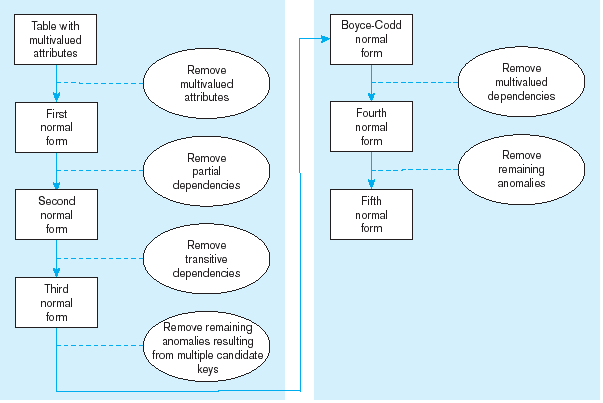 Table with
multivalued
attributes
Remove
multivalued
attributes
First
normal
form
Remove
partial
dependencies
Second
normal
form
Remove
transitive
dependencies
Third
normal
form
Remove remaining
anomalies resulting
from multiple candidate
keys
Boyce-Codd
normal
form
Remove
multivalued
dependencies
Fourth
normal
form
Remove
remaining
anomalies
Fifth
normal
form